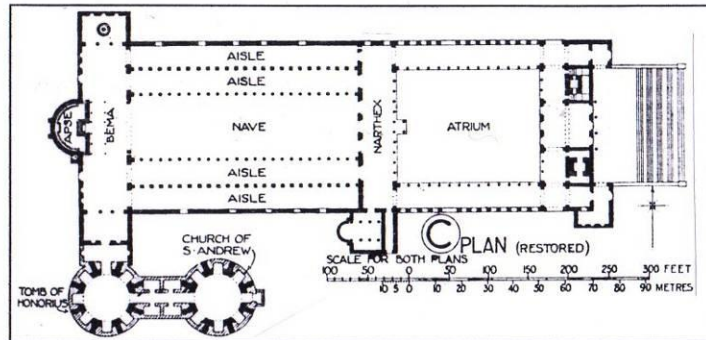 AISLE
AISLE
APSE
BEMA
NAVE
NARTHEX
ATRIUM
AISLE
AISLE
C PLAN (RESTORED)
CHURCH OF
S·ANDREW
TOMB OF
HONORIUS
SCALE FOR BOTH PLANS
100 50 0 50 100 150 200 250 300 FEET
10 5 0 10 20 30 40 50 60 70 80 90 METRES